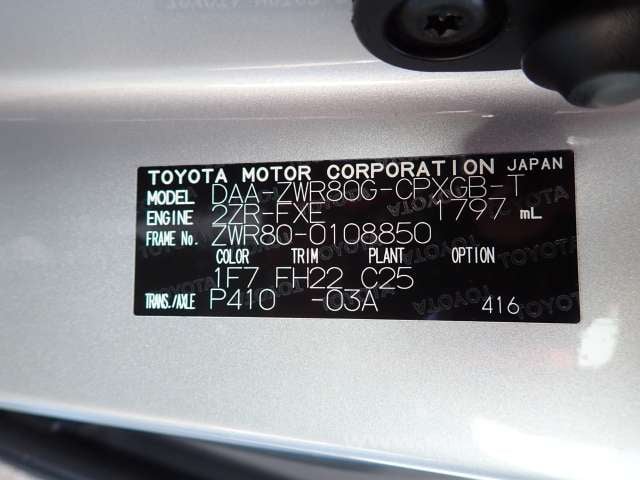 TOYOTA MOTOR CORPORATION JAPAN
MODEL DAA-ZWR80G-CPXGB-T
ENGINE 2ZR-FXE 1797 mL
FRAME No. ZWR80-0108850
COLOR TRIM PLANT OPTION
1F7 FH22 C25
TRANS./AXLE P410 -03A 416